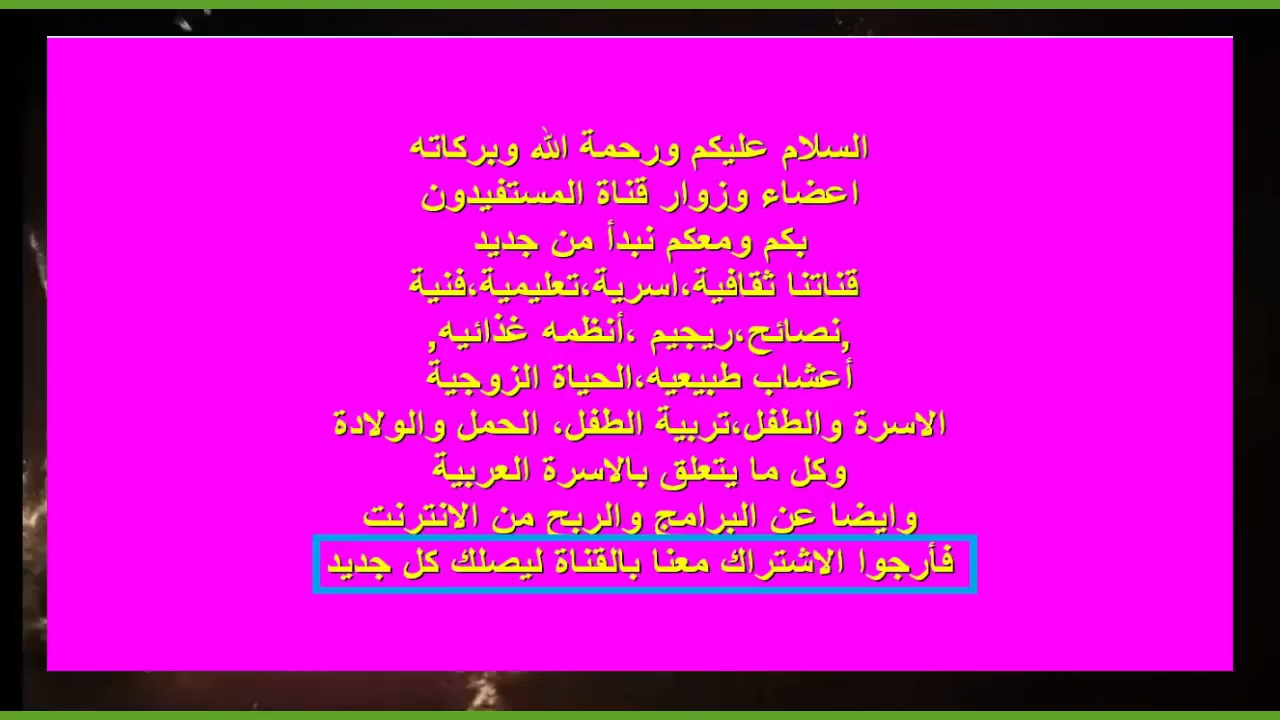 السلام عليكم ورحمة الله وبركاته
اعضاء وزوار قناة المستفيدون
بكم ومعكم نبدأ من جديد
قناتنا ثقافية،اسرية،تعليمية،فنية
,نصائح،ريجيم ،أنظمه غذائيه,
أعشاب طبيعيه،الحياة الزوجية
الاسرة والطفل،تربية الطفل، الحمل والولادة
وكل ما يتعلق بالاسرة العربية
وايضا عن البرامج والربح من الانترنت
فأرجوا الاشتراك معنا بالقناة ليصلك كل جديد